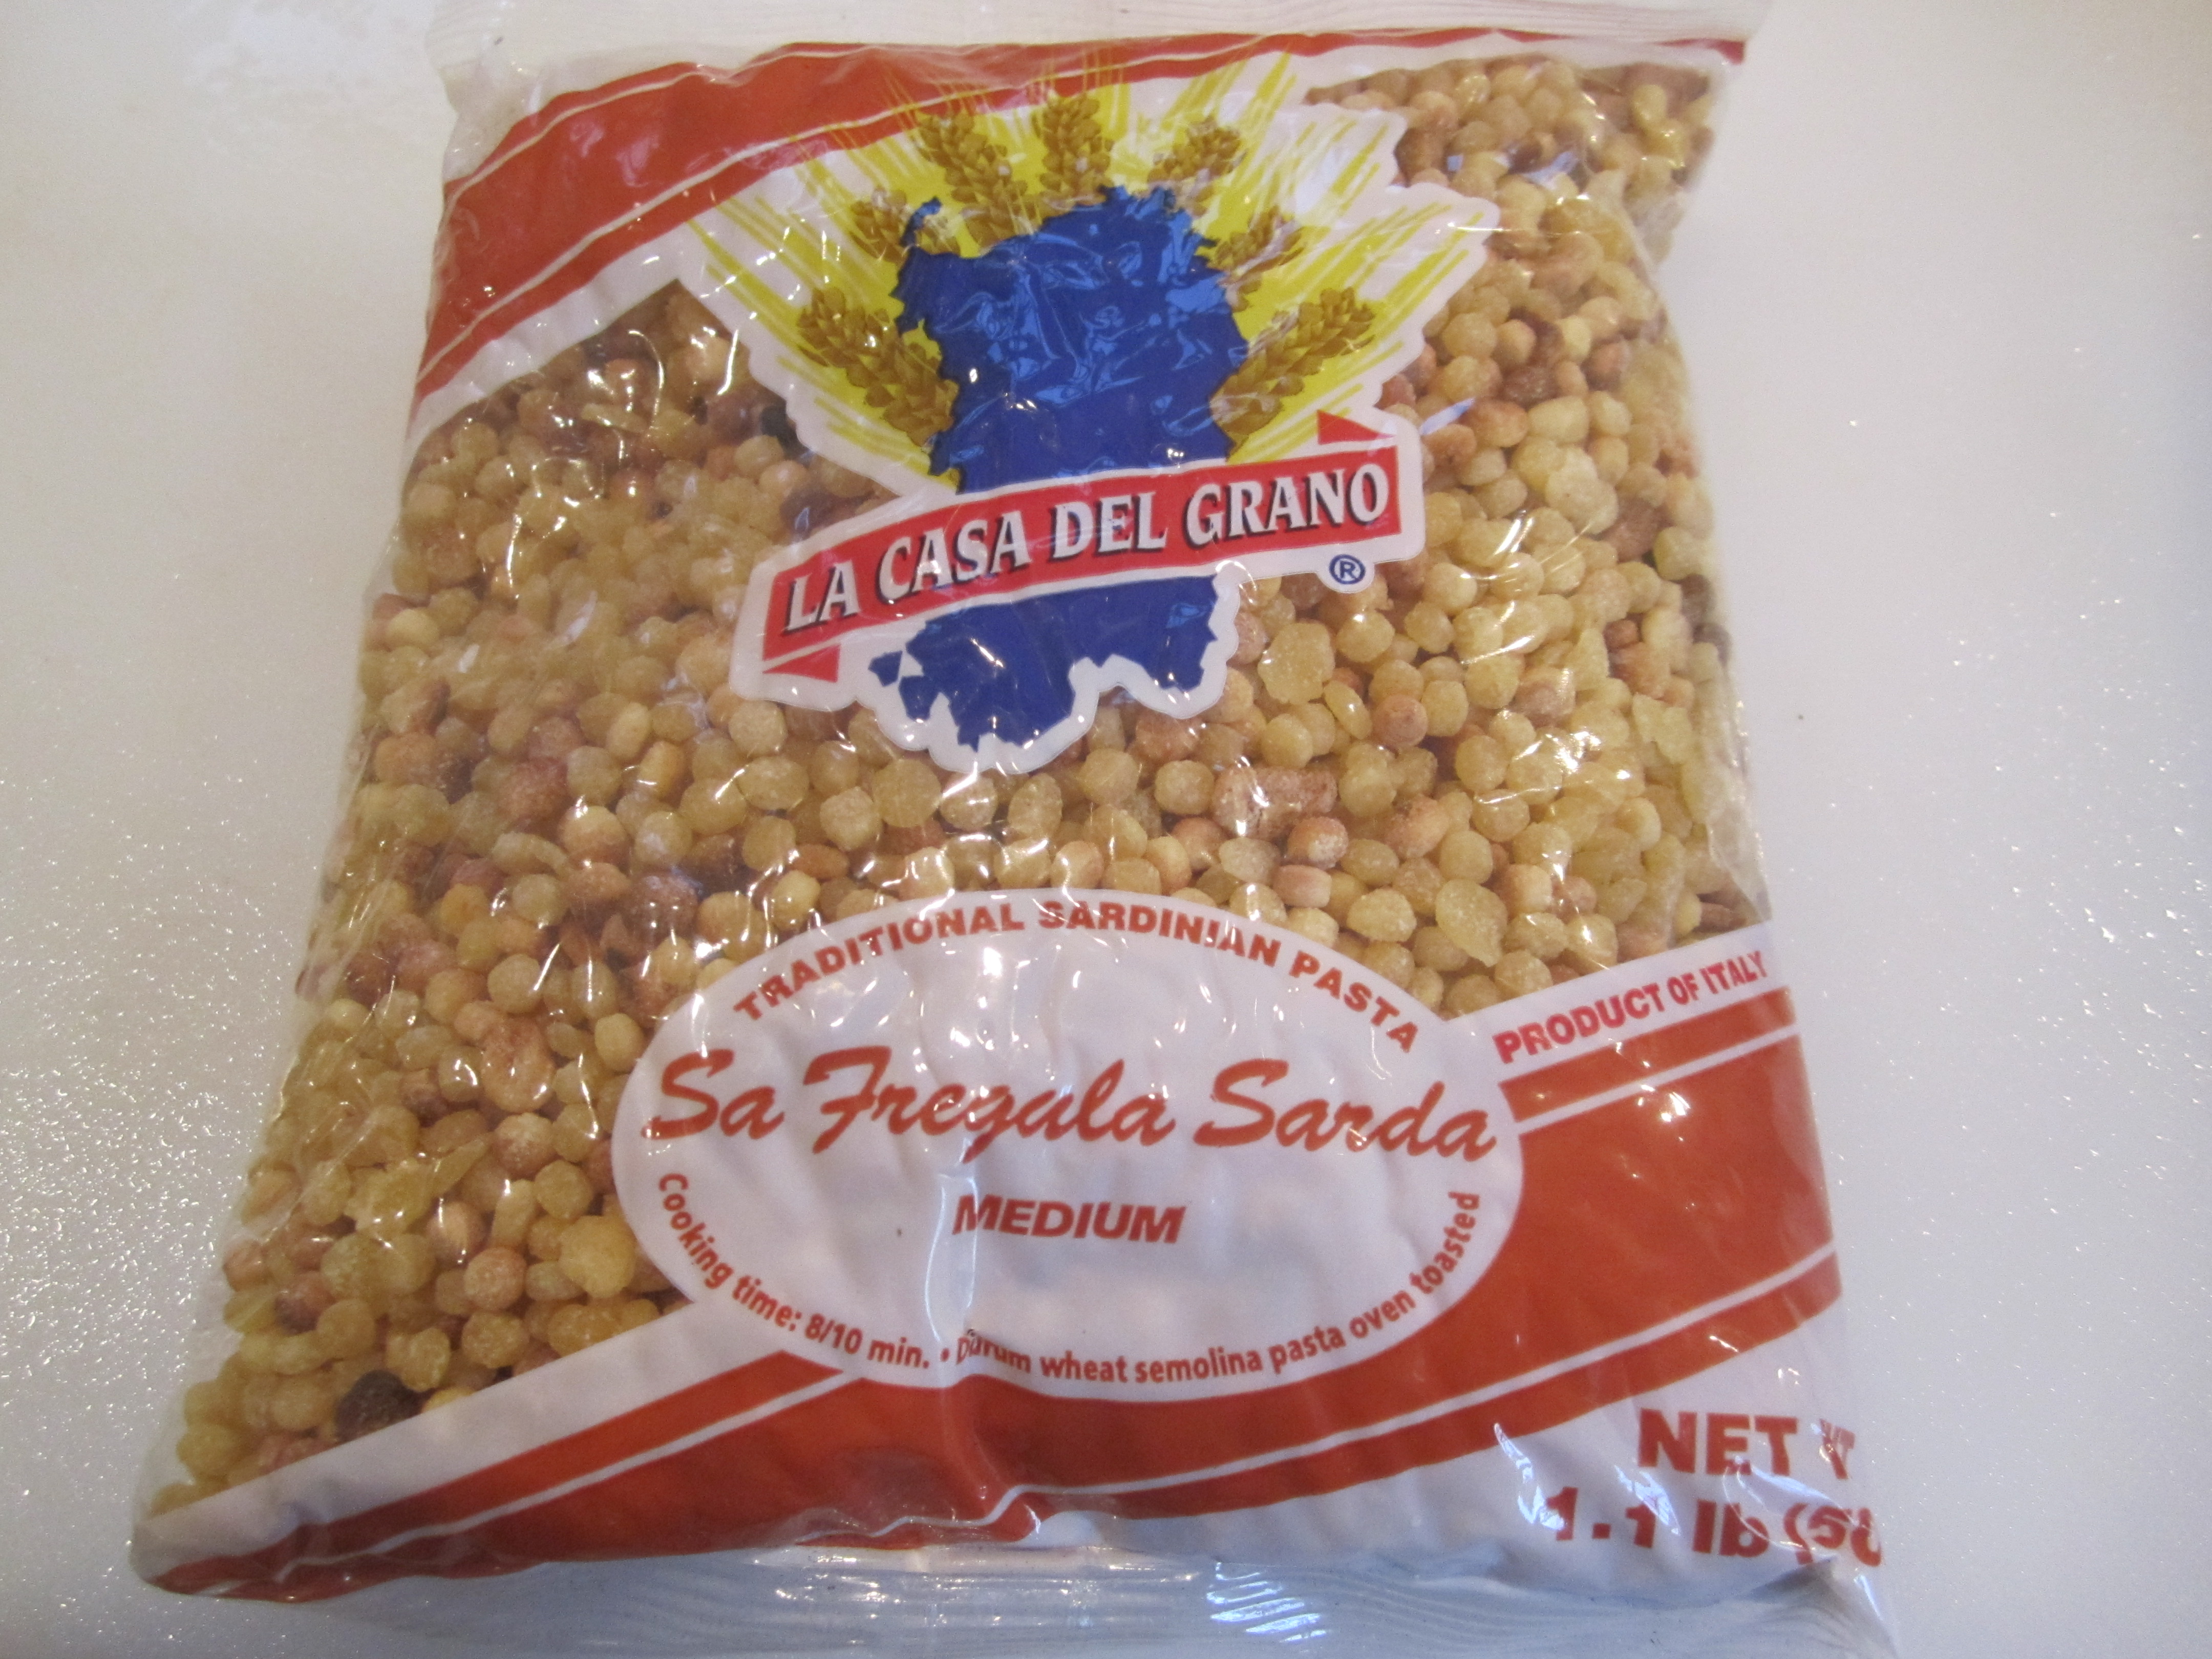 LA CASA DEL GRANO
®
TRADITIONAL SARDINIAN PASTA
PRODUCT OF ITALY
Sa Fregula Sarda
MEDIUM
Cooking time: 8/10 min. • Durum wheat semolina pasta oven toasted
NET
1.1 lb